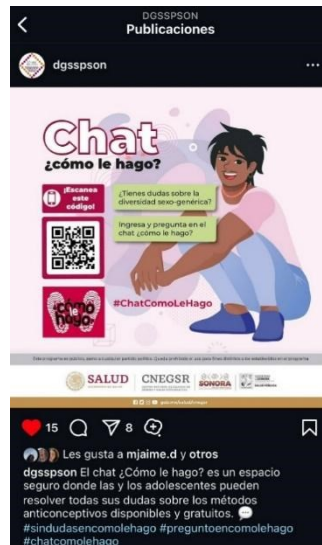 DGSSPSON
Publicaciones
dgsspson
Chat
¿cómo le hago?
¡Escanea
este
código!
¿Tienes dudas sobre la
diversidad sexo-genérica?
Ingresa y pregunta en el
chat ¿cómo le hago?
¿cómo
le
hago?
#ChatComoLeHago
SALUD
CNEGSR
SONORA
15
8
Les gusta a mjaime.d y otros
dgsspson El chat ¿Cómo le hago? es un espacio
seguro donde las y los adolescentes pueden
resolver todas sus dudas sobre los métodos
anticonceptivos disponibles y gratuitos. 💬
#sindudasencomolehago #preguntoencomolehago
#chatcomolehago